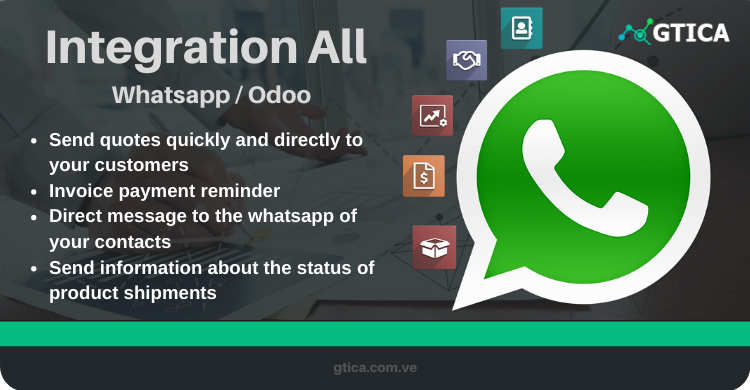 Integration All
GTICA
Whatsapp / Odoo
• Send quotes quickly and directly to
your customers
• Invoice payment reminder
• Direct message to the whatsapp of
your contacts
• Send information about the status of
product shipments
$
gtica.com.ve